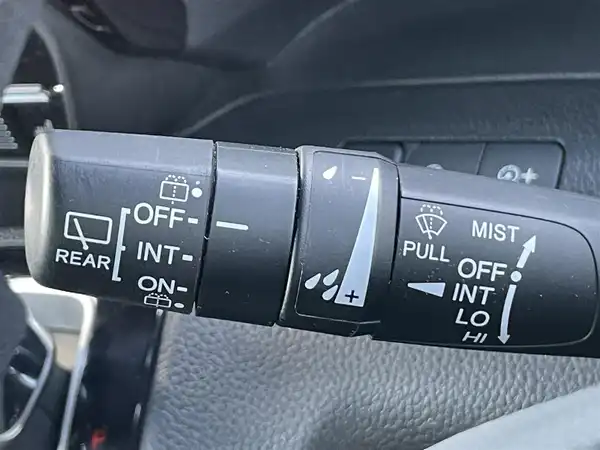 OFF-
REAR
INT-
ON-
-
+
PULL
MIST
OFF
INT
LO
HI
+